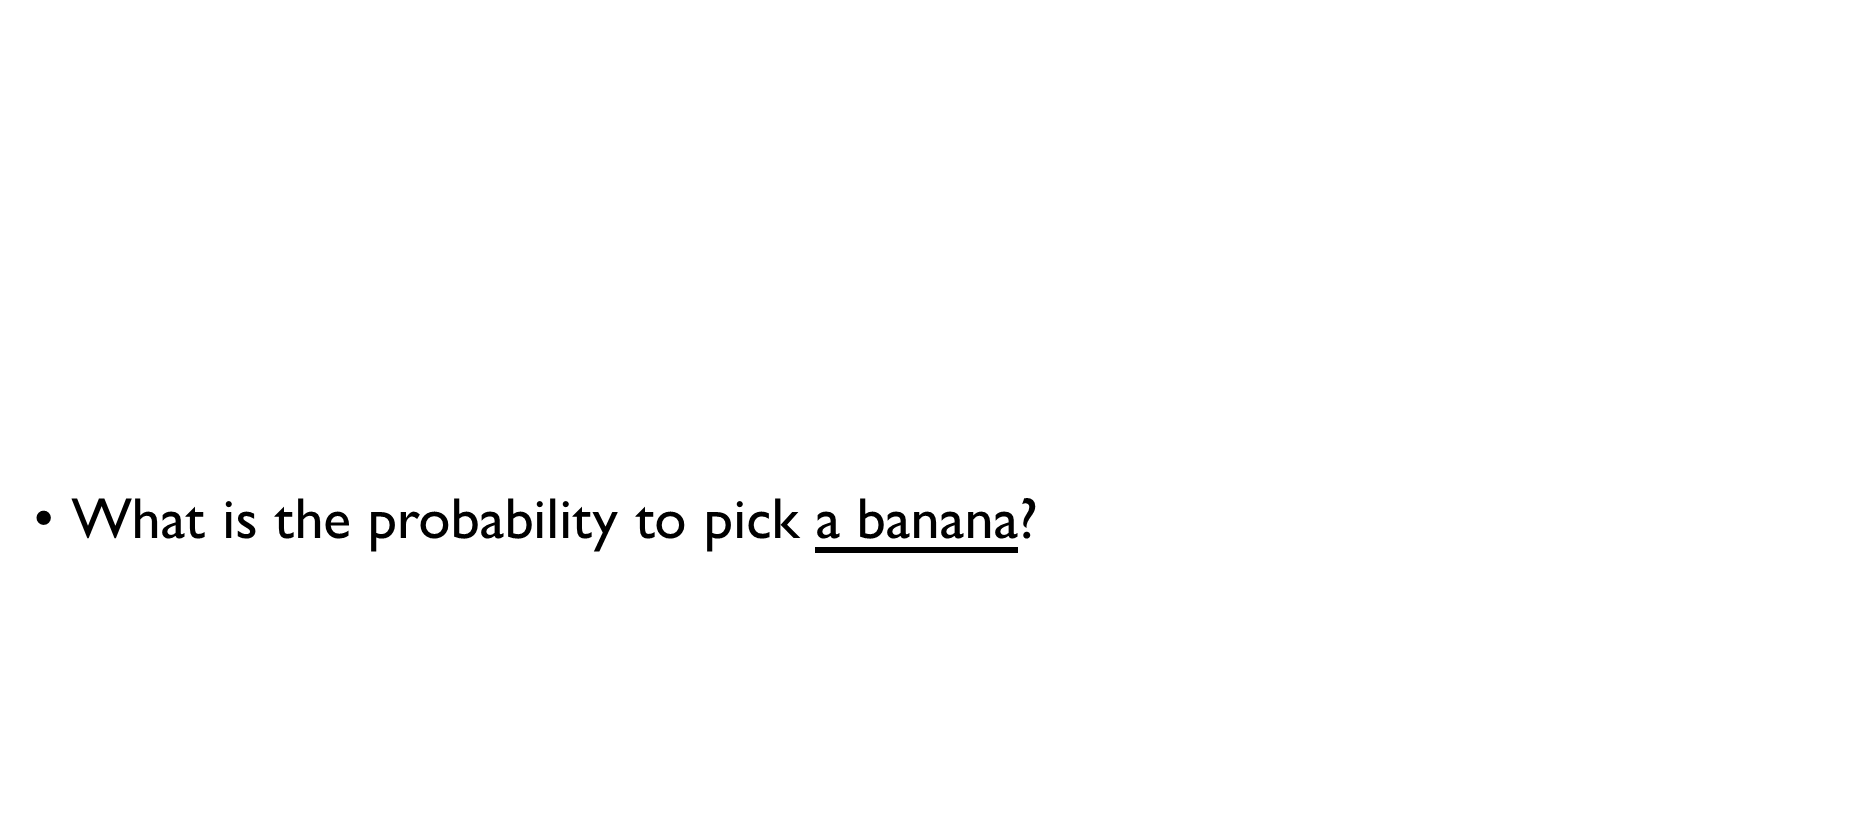 • What is the probability to pick a banana?